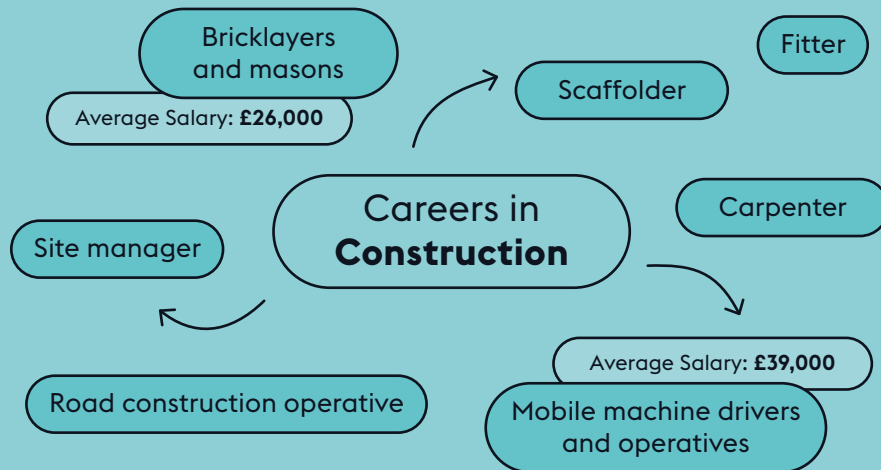 Bricklayers
and masons
Average Salary: £26,000
Scaffolder
Fitter
Careers in
Construction
Carpenter
Site manager
Road construction operative
Average Salary: £39,000
Mobile machine drivers
and operatives